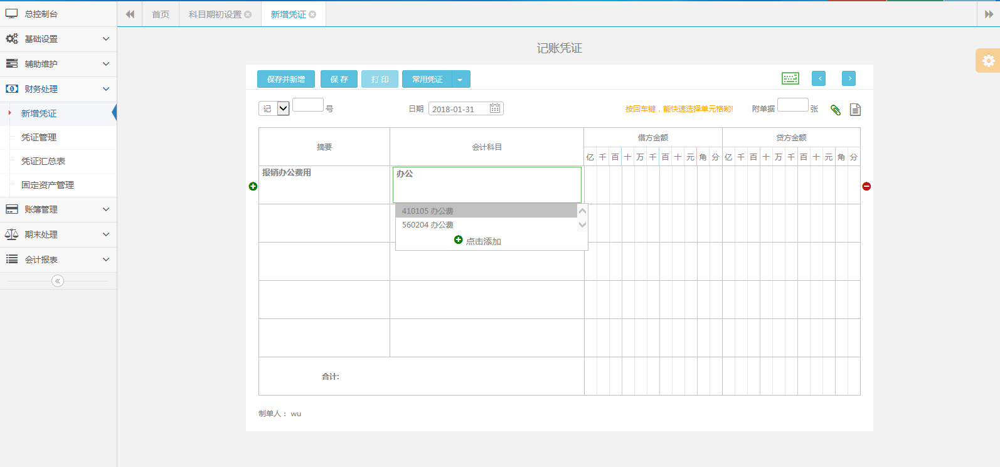 总控制台
基础设置
辅助维护
财务处理
新增凭证
凭证管理
凭证汇总表
固定资产管理
账簿管理
期末处理
会计报表
首页
科目期初设置
新增凭证
记账凭证
保存并新增
保 存
打 印
常用凭证
记
号
日期
2018-01-31
按回车键，能快速选择单元格哟!
附单据
张
摘要
会计科目
借方金额
贷方金额
亿 千 百 十 万 千 百 十 元 角 分
亿 千 百 十 万 千 百 十 元 角 分
报销办公费用
办公
410105 办公费
560204 办公费
点击添加
合计:
制单人： wu